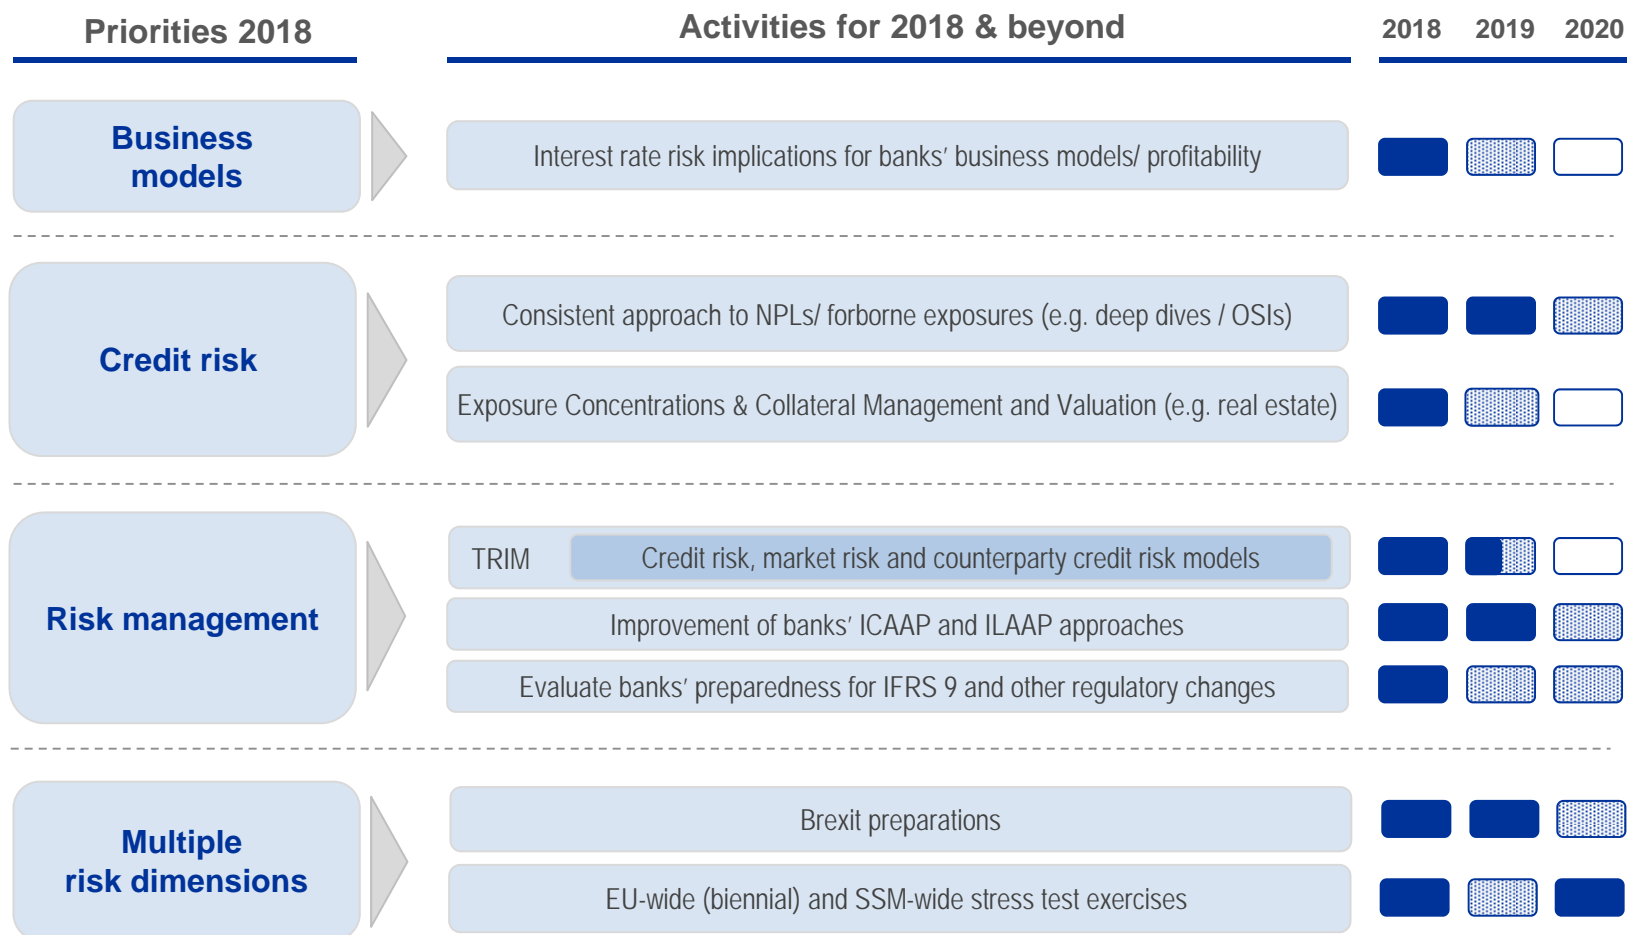 Priorities 2018
Activities for 2018 & beyond
2018 2019 2020
Business
models
Interest rate risk implications for banks’ business models/ profitability
Credit risk
Consistent approach to NPLs/ forborne exposures (e.g. deep dives / OSIs)
Exposure Concentrations & Collateral Management and Valuation (e.g. real estate)
Risk management
TRIM
Credit risk, market risk and counterparty credit risk models
Improvement of banks’ ICAAP and ILAAP approaches
Evaluate banks’ preparedness for IFRS 9 and other regulatory changes
Multiple
risk dimensions
Brexit preparations
EU-wide (biennial) and SSM-wide stress test exercises